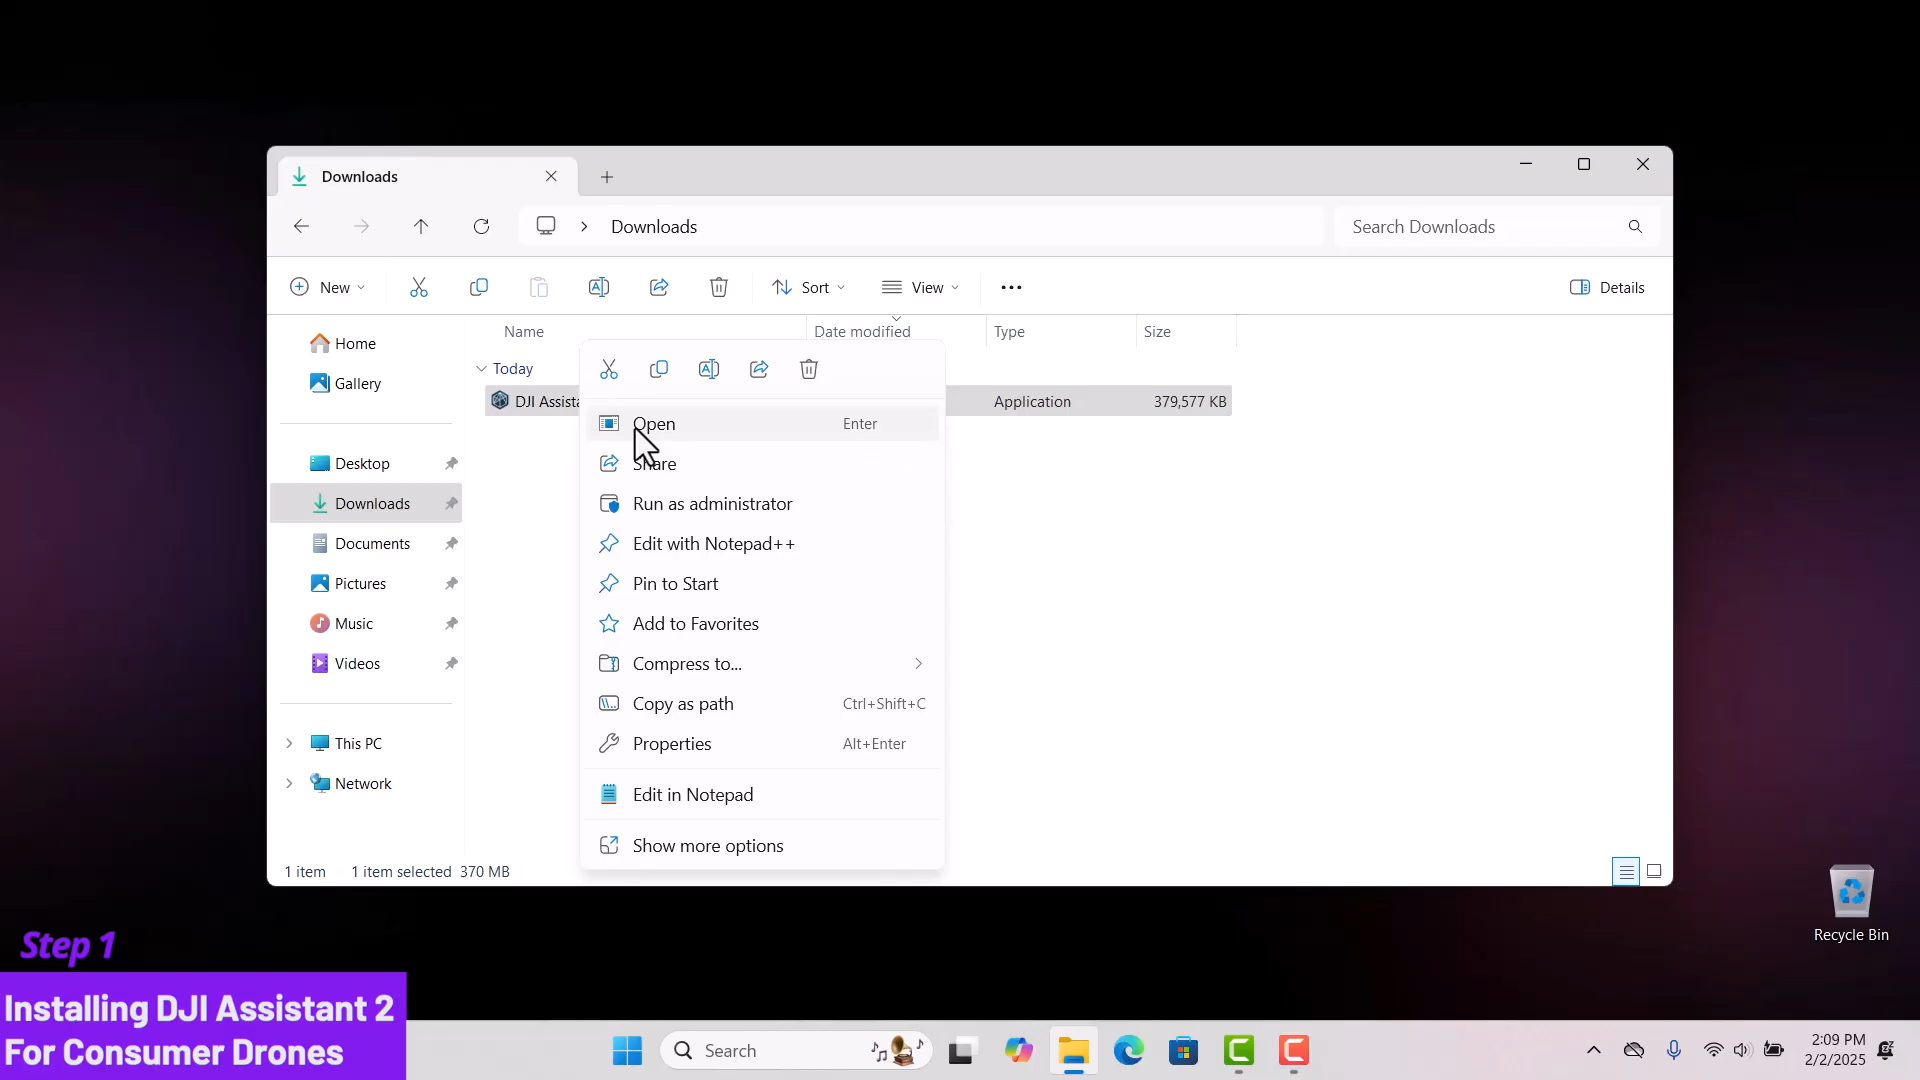 Downloads
Downloads
Search Downloads
New
Sort
View
Details
Name
Date modified
Type
Size
Home
Gallery
Desktop
Downloads
Documents
Pictures
Music
Videos
This PC
Network
Today
DJI Assista
Application
379,577 KB
Open
Enter
Share
Run as administrator
Edit with Notepad++
Pin to Start
Add to Favorites
Compress to...
Copy as path
Ctrl+Shift+C
Properties
Alt+Enter
Edit in Notepad
Show more options
1 item
1 item selected 370 MB
Recycle Bin
Step 1
Installing DJI Assistant 2
For Consumer Drones
Search
2:09 PM
2/2/2025